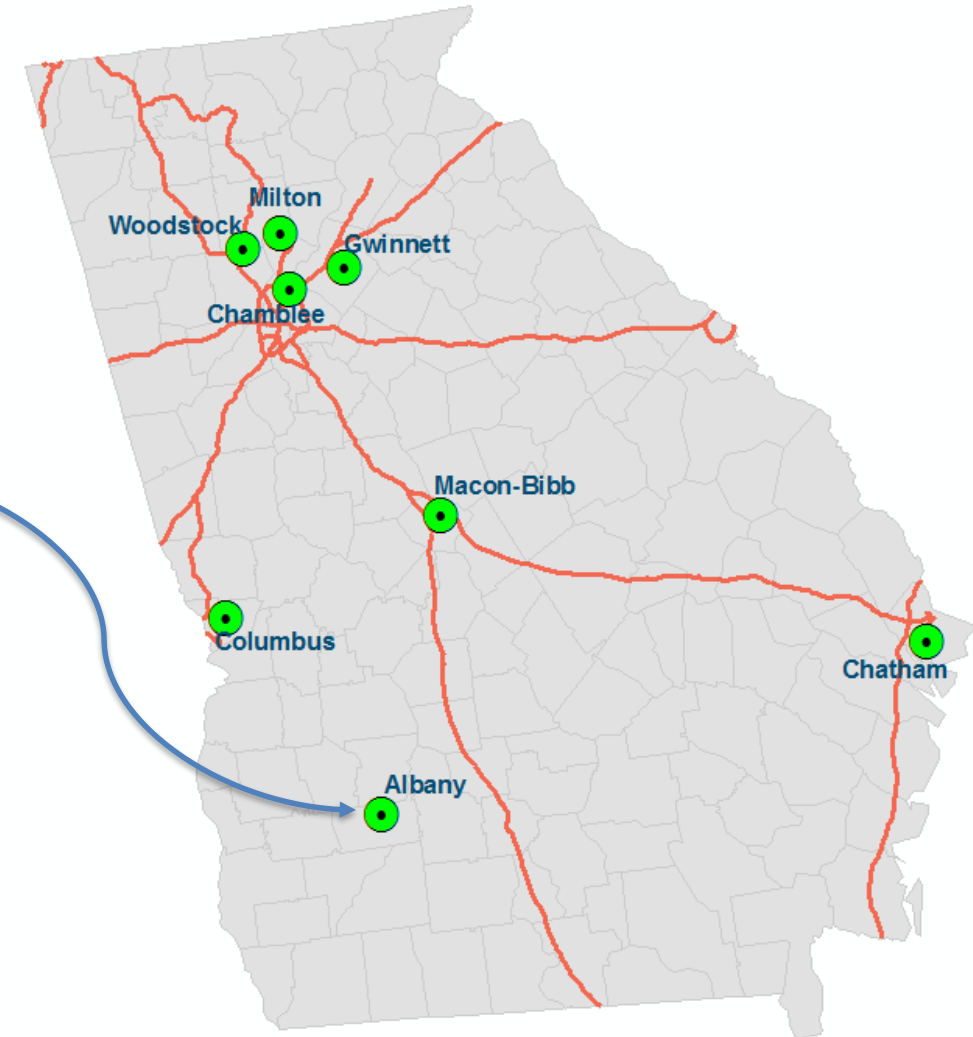 Milton
Woodstock
Gwinnett
Chamblee
Macon-Bibb
Columbus
Chatham
Albany